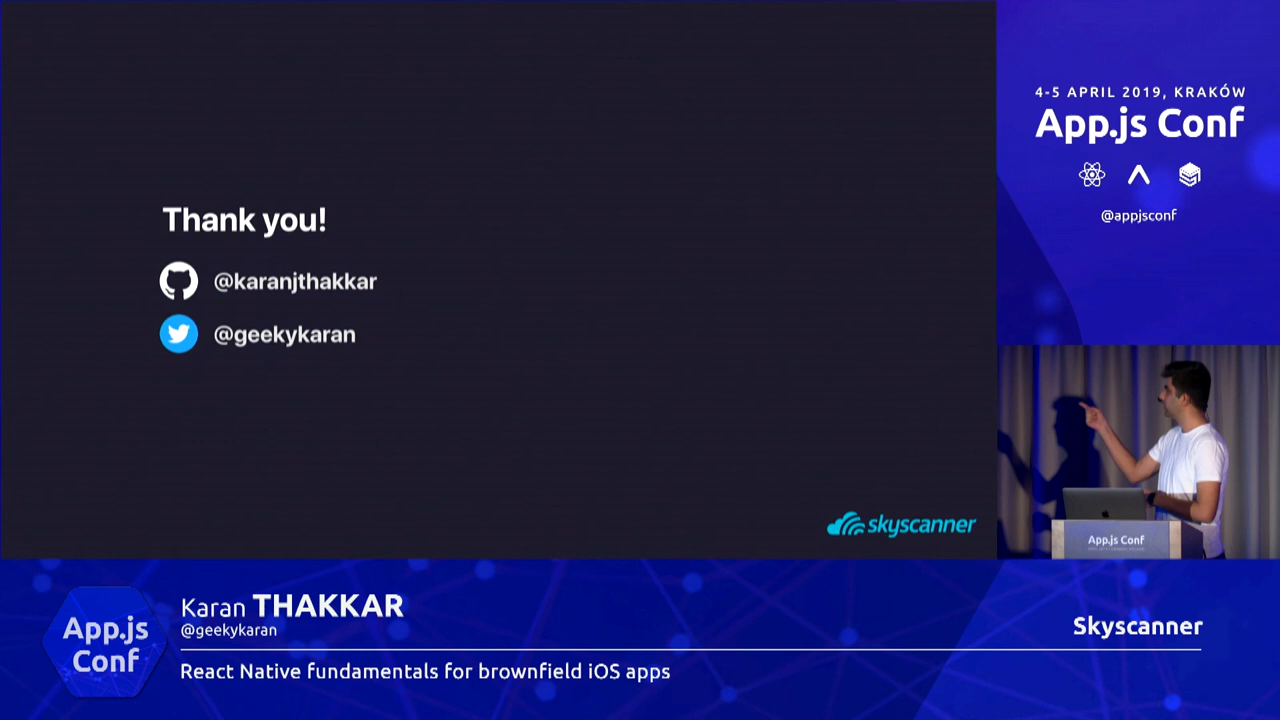 Thank you!
@karanjthakkar
@geekykaran
skyscanner
4-5 APRIL 2019, KRAKÓW
App.js Conf
@appjsconf
App.js Conf
App.js
Conf
Karan THAKKAR
@geekykaran
React Native fundamentals for brownfield iOS apps
Skyscanner